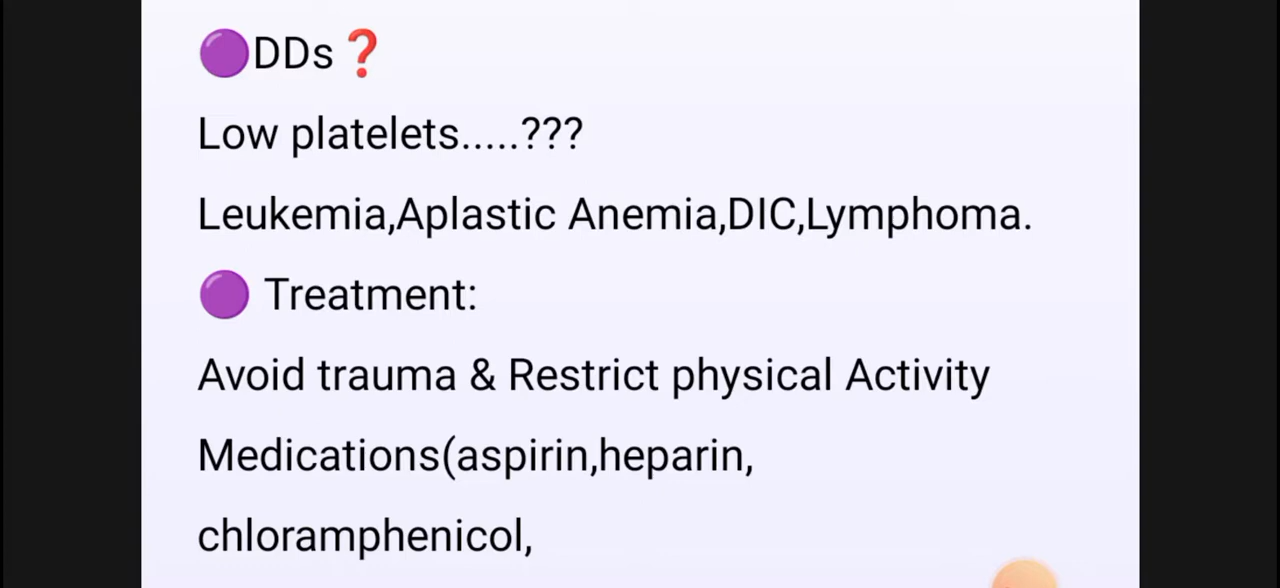 🟣DDs❓
Low platelets.....???
Leukemia,Aplastic Anemia,DIC,Lymphoma.
🟣 Treatment:
Avoid trauma & Restrict physical Activity
Medications(aspirin,heparin,
chloramphenicol,